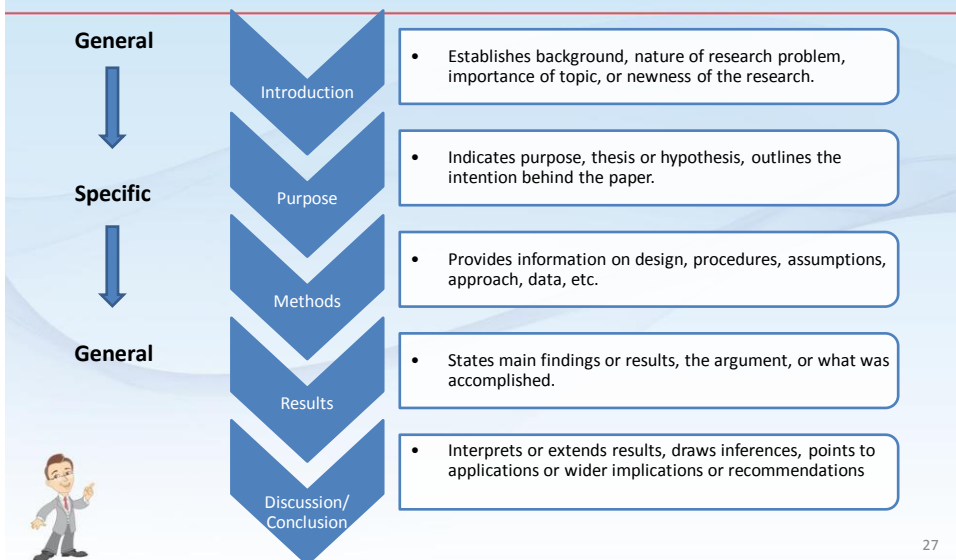 General
Introduction
• Establishes background, nature of research problem,
importance of topic, or newness of the research.
Specific
Purpose
• Indicates purpose, thesis or hypothesis, outlines the
intention behind the paper.
Methods
• Provides information on design, procedures, assumptions,
approach, data, etc.
General
Results
• States main findings or results, the argument, or what was
accomplished.
Discussion/
Conclusion
• Interprets or extends results, draws inferences, points to
applications or wider implications or recommendations
27